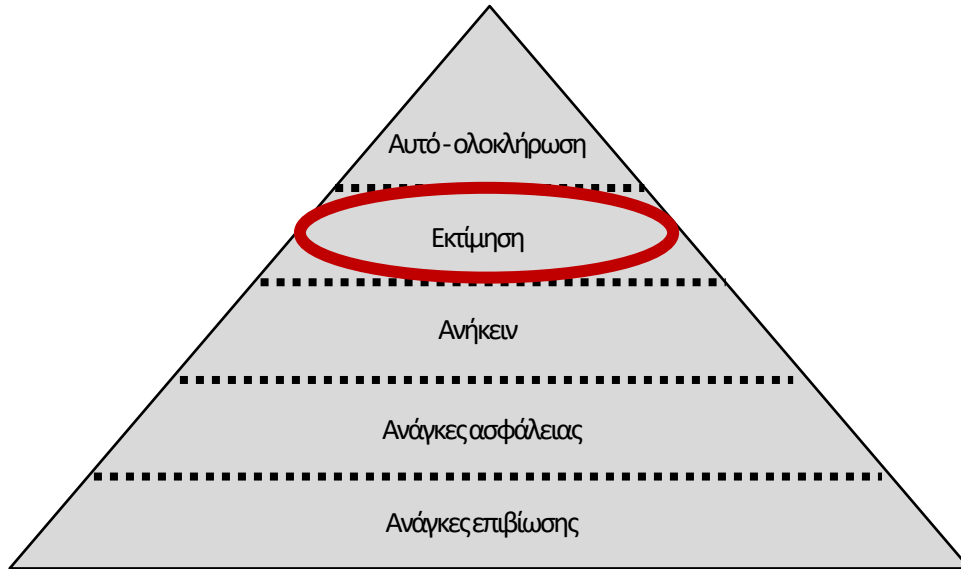 Αυτό - ολοκλήρωση
Εκτίμηση
Ανήκειν
Ανάγκες ασφάλειας
Ανάγκες επιβίωσης